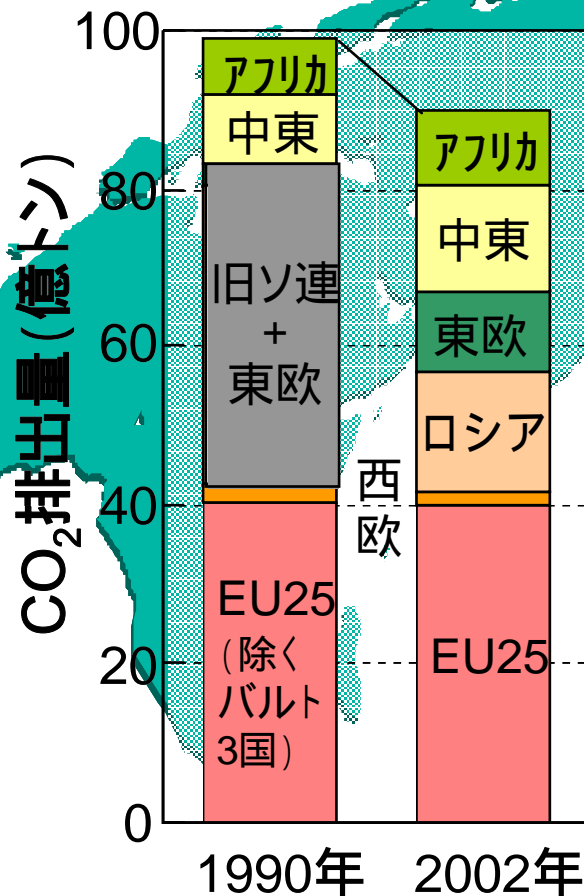 CO2排出量(億トン)
100
80
60
40
20
0
アフリカ
中東
旧ソ連
+
東欧
EU25
(除く
バルト
3国)
西
欧
アフリカ
中東
東欧
ロシア
EU25
1990年
2002年